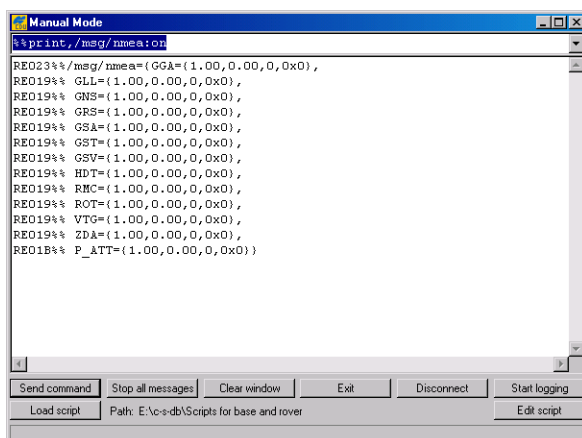 Manual Mode
%%print,/msg/nmea:on
RE023%%/msg/nmea={GGA={1.00,0.00,0,0x0},
RE019%% GLL={1.00,0.00,0,0x0},
RE019%% GNS={1.00,0.00,0,0x0},
RE019%% GRS={1.00,0.00,0,0x0},
RE019%% GSA={1.00,0.00,0,0x0},
RE019%% GST={1.00,0.00,0,0x0},
RE019%% GSV={1.00,0.00,0,0x0},
RE019%% HDT={1.00,0.00,0,0x0},
RE019%% RMC={1.00,0.00,0,0x0},
RE019%% ROT={1.00,0.00,0,0x0},
RE019%% VTG={1.00,0.00,0,0x0},
RE019%% ZDA={1.00,0.00,0,0x0},
RE01B%% P_ATT={1.00,0.00,0,0x0}}
Send command Stop all messages Clear window Exit Disconnect Start logging
Load script Path: E:\c-s-db\Scripts for base and rover Edit script